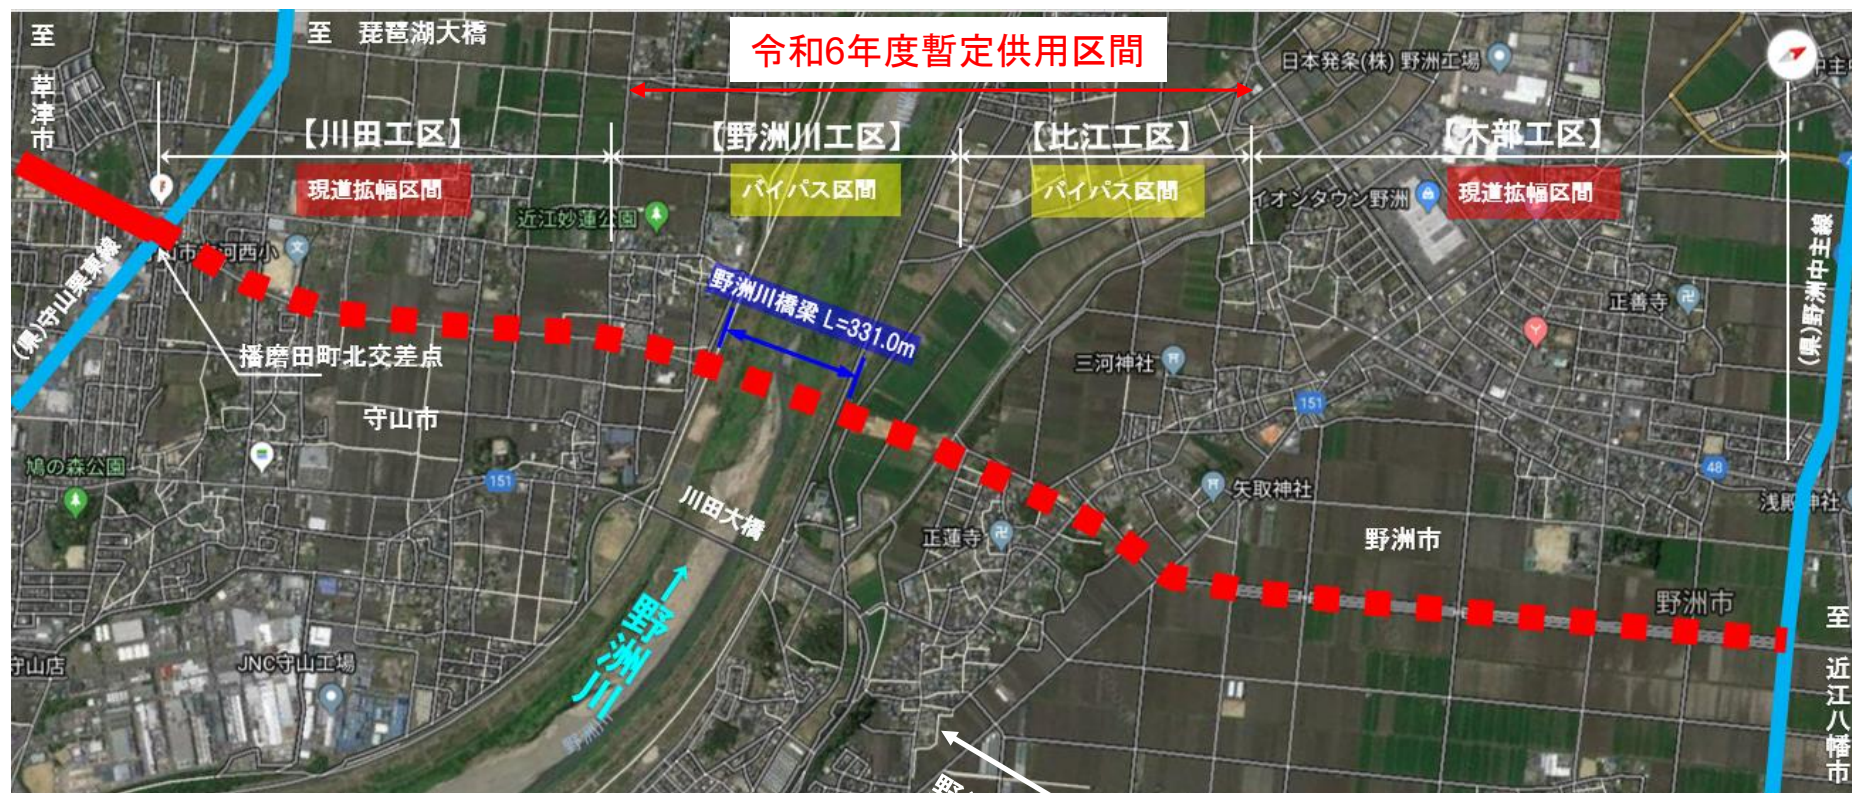 至 草津市
至 琵琶湖大橋
令和6年度暫定供用区間
日本発条(株) 野洲工場
【川田工区】
【野洲川工区】
【比江工区】
【木部工区】
現道拡幅区間
バイパス区間
バイパス区間
現道拡幅区間
近江妙蓮公園
イオンタウン野洲
河西小
(県)守山栗東線
(県)野洲中主線
野洲川橋梁 L=331.0m
正善寺
播磨田町北交差点
三河神社
151
守山市
鳩の森公園
151
48
川田大橋
矢取神社
浅殿神社
正蓮寺
野洲市
野洲市
→野洲川
野洲川
守山店
JNC守山工場
至 近江八幡市